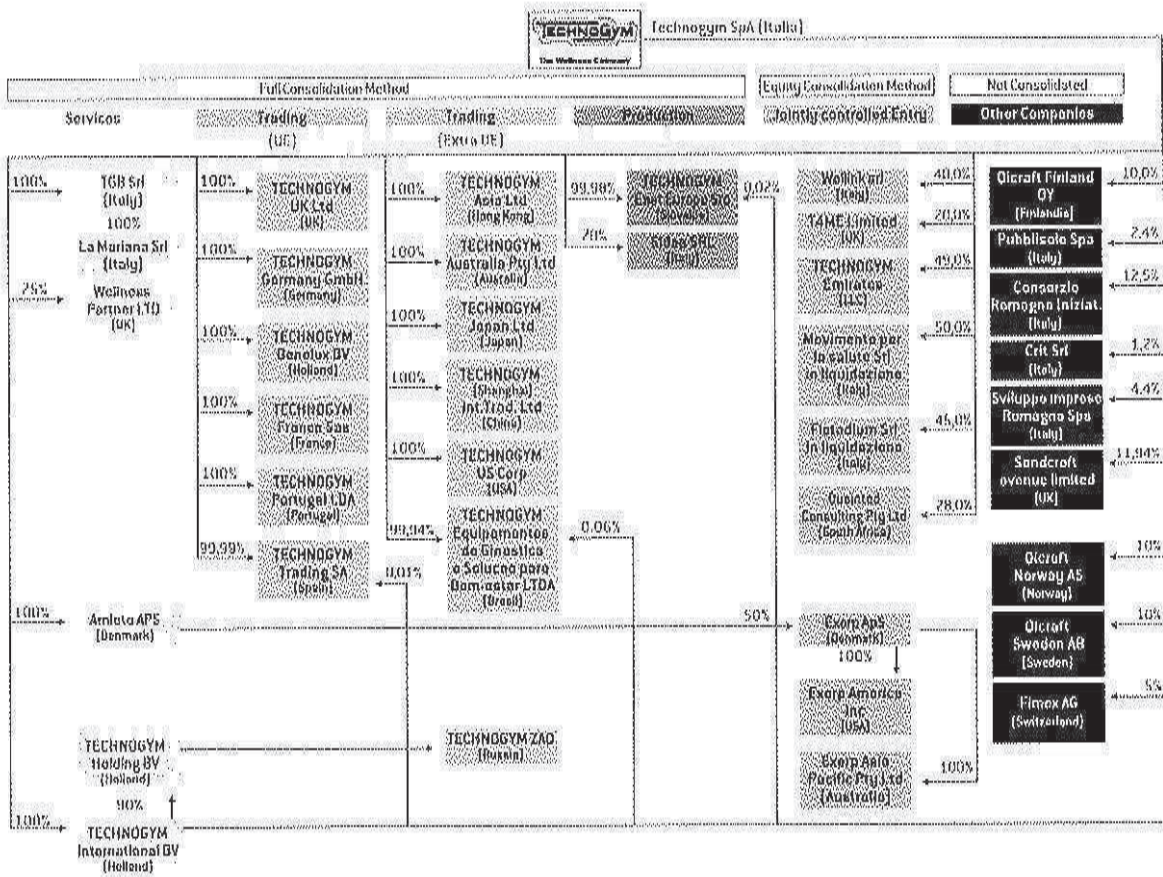 TECHNOGYM
The Wellness Company
Technogym SpA (Italia)
Full Consolidation Method
Equity Consolidation Method
Not Consolidated
Services
Trading
(UE)
Trading
(Extra UE)
Production
Jointly controlled Entry
Other Companies
100%
TGB Srl
(Italy)
100%
La Mariana Srl
(Italy)
75%
Wellness
Partner LTD
(UK)
100%
TECHNOGYM
UK Ltd
(UK)
100%
TECHNOGYM
Germany GmbH.
(Germany)
100%
TECHNOGYM
Benelux BV
(Holland)
100%
TECHNOGYM
France Sas
(France)
100%
TECHNOGYM
Portugal LDA
(Portugal)
99,99%
TECHNOGYM
Trading SA
(Spain)
0,01%
100%
TECHNOGYM
Asia Ltd
(Hong Kong)
100%
TECHNOGYM
Australia Pty Ltd
(Australia)
100%
TECHNOGYM
Japan Ltd
(Japan)
100%
TECHNOGYM
(Shanghai)
Int.Trad. Ltd
(China)
100%
TECHNOGYM
US Corp
(USA)
99,94%
TECHNOGYM
Equipamentos
de Ginastica
e Solucao para
Bem-estar LTDA
(Brasil)
0.06%
99,98%
TECHNOGYM
East Europe Sro
(Slovakia)
0,02%
70%
SRL
(Italy)
Wellink srl
(Italy)
40,0%
T4ME Limited
(UK)
20,0%
TECHNOGYM
Emirates
(LLC)
49,0%
Movimento per
la salute Srl
in liquidazione
(Italy)
50,0%
Fistadium Srl
in liquidazione
(Italy)
45,0%
Consulting Pty Ltd
(South Africa)
28,0%
Qicraft Finland
OY
(Finlandia)
10,0%
Pubblisole Spa
(Italy)
2.4%
Consorzio
Romagna Iniziat.
(Italy)
12,5%
Crit Srl
(Italy)
1,2%
Sviluppo imprese
Romagna Spa
(Italy)
4.4%
Sandcroft
avenue limited
(UK)
11,94%
Qicraft
Norway AS
(Norway)
10%
Qicraft
Sweden AB
(Sweden)
10%
Fimex AG
(Switzerland)
5%
100%
Amleto APS
(Denmark)
50%
Exerp ApS
(Denmark)
100%
Exerp America
Inc
(USA)
Exerp Asia
Pacific Pty Ltd
(Australia)
100%
TECHNOGYM
Holding BV
(Holland)
TECHNOGYM ZAO
(Russia)
90%
100%
TECHNOGYM
International BV
(Holland)